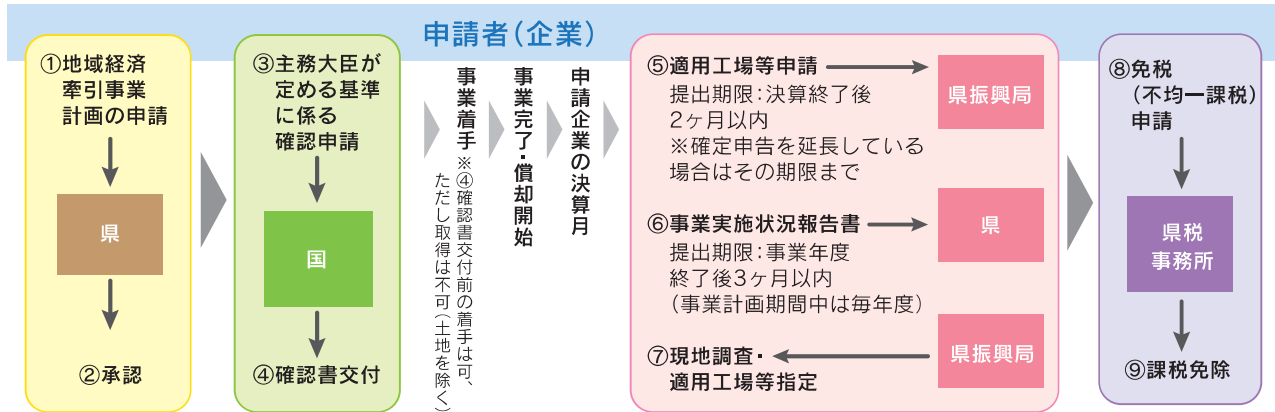 申請者（企業）
①地域経済
牽引事業
計画の申請
県
②承認
③主務大臣が
定める基準
に係る
確認申請
国
④確認書交付
事業着手
※④確認書交付前の着手は可、
ただし取得は不可（土地を除く）
事業完了・償却開始
申請企業の決算月
⑤適用工場等申請
提出期限：決算終了後
2ヶ月以内
※確定申告を延長している
場合はその期限まで
県振興局
⑥事業実施状況報告書
提出期限：事業年度
終了後3ヶ月以内
（事業計画期間中は毎年度）
県
⑦現地調査・
適用工場等指定
県振興局
⑧免税
（不均一課税）
申請
県税
事務所
⑨課税免除